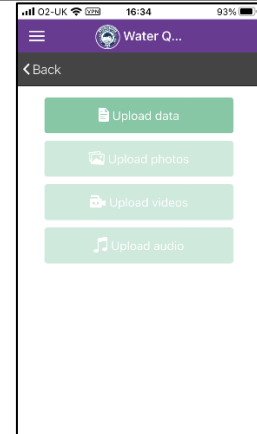 O2-UK VPN 16:34 93%
Water Q...
Back
Upload data
Upload photos
Upload videos
Upload audio